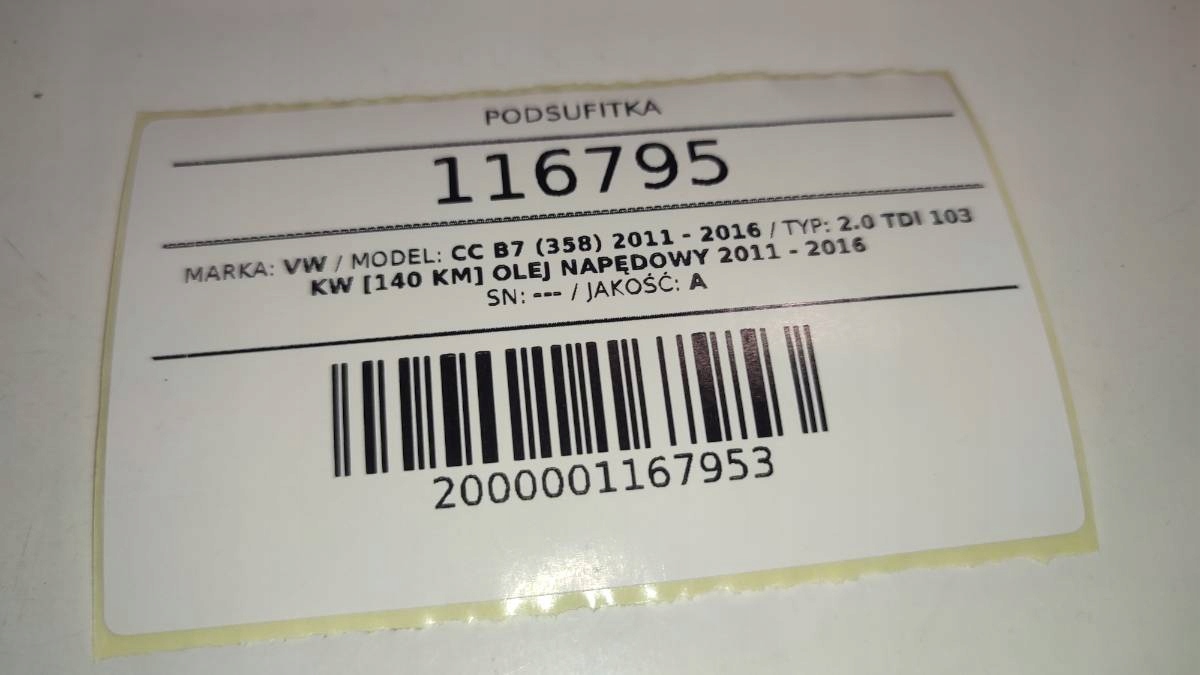 PODSUFITKA
116795
MARKA: VW / MODEL: CC B7 (358) 2011 - 2016 / TYP: 2.0 TDI 103
KW [140 KM] OLEJ NAPĘDOWY 2011 - 2016
SN: --- / JAKOŚĆ: A
2000001167953